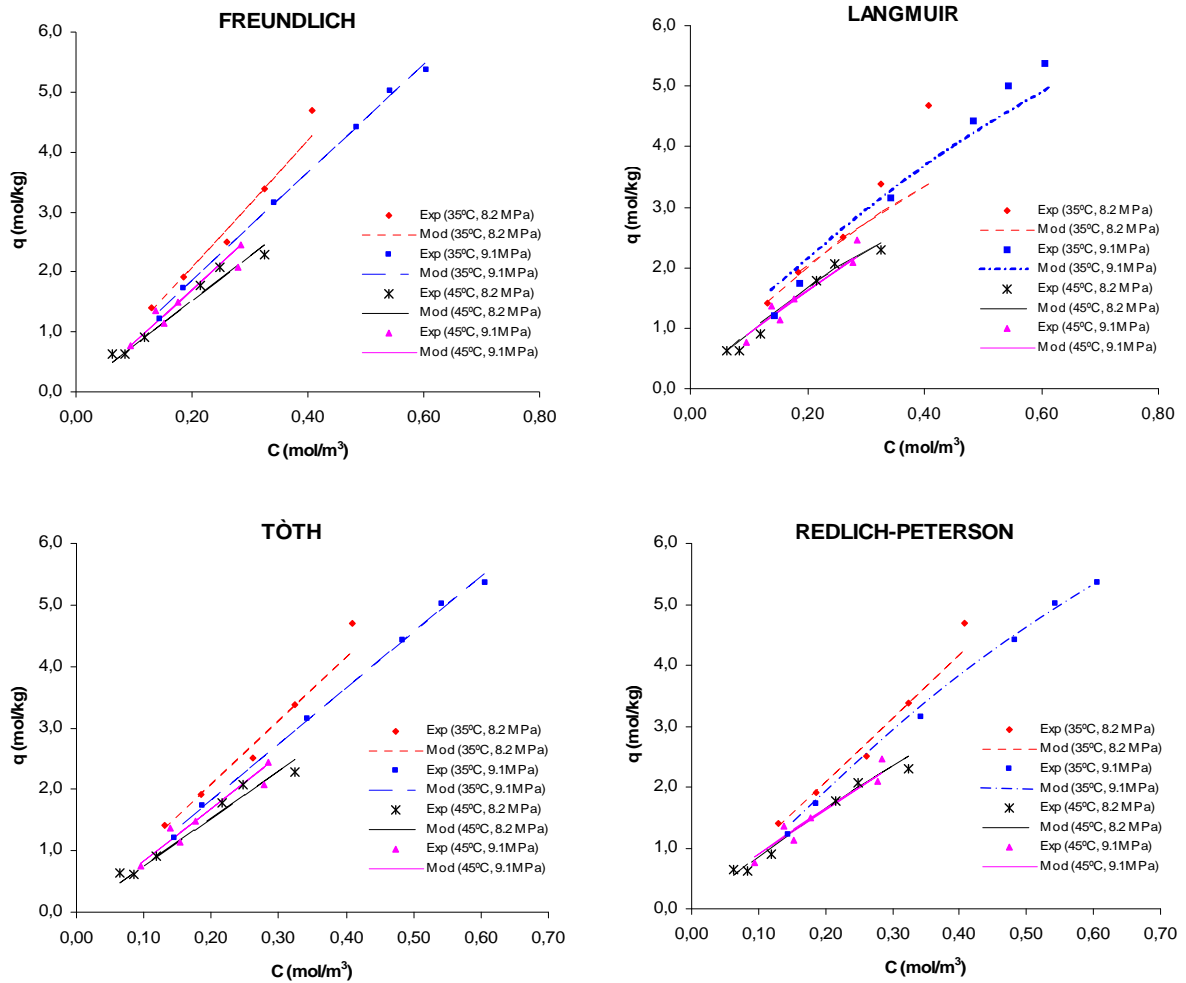 FREUNDLICH
6,0
5,0
4,0
3,0
2,0
1,0
0,0
q (mol/kg)
0,00 0,20 0,40 0,60 0,80
C (mol/m³)
Exp (35ºC, 8.2 MPa)
Mod (35ºC, 8.2 MPa)
Exp (35ºC, 9.1MPa)
Mod (35ºC, 9.1MPa)
Exp (45ºC, 8.2 MPa)
Mod (45ºC, 8.2 MPa)
Exp (45ºC, 9.1MPa)
Mod (45ºC, 9.1MPa)
LANGMUIR
6,0
5,0
4,0
3,0
2,0
1,0
0,0
q (mol/kg)
0,00 0,20 0,40 0,60 0,80
C (mol/m³)
Exp (35ºC, 8.2 MPa)
Mod (35ºC, 8.2 MPa)
Exp (35ºC, 9.1MPa)
Mod (35ºC, 9.1MPa)
Exp (45ºC, 8.2 MPa)
Mod (45ºC, 8.2 MPa)
Exp (45ºC, 9.1MPa)
Mod (45ºC, 9.1MPa)
TÒTH
6,0
5,0
4,0
3,0
2,0
1,0
0,0
q (mol/kg)
0,00 0,10 0,20 0,30 0,40 0,50 0,60 0,70
C (mol/m³)
Exp (35ºC, 8.2 MPa)
Mod (35ºC, 8.2 MPa)
Exp (35ºC, 9.1MPa)
Mod (35ºC, 9.1MPa)
Exp (45ºC, 8.2 MPa)
Mod (45ºC, 8.2 MPa)
Exp (45ºC, 9.1MPa)
Mod (45ºC, 9.1MPa)
REDLICH-PETERSON
6,0
5,0
4,0
3,0
2,0
1,0
0,0
q (mol/kg)
0,00 0,10 0,20 0,30 0,40 0,50 0,60 0,70
C (mol/m³)
Exp (35ºC, 8.2 MPa)
Mod (35ºC, 8.2 MPa)
Exp (35ºC, 9.1MPa)
Mod (35ºC, 9.1MPa)
Exp (45ºC, 8.2 MPa)
Mod (45ºC, 8.2 MPa)
Exp (45ºC, 9.1MPa)
Mod (45ºC, 9.1MPa)